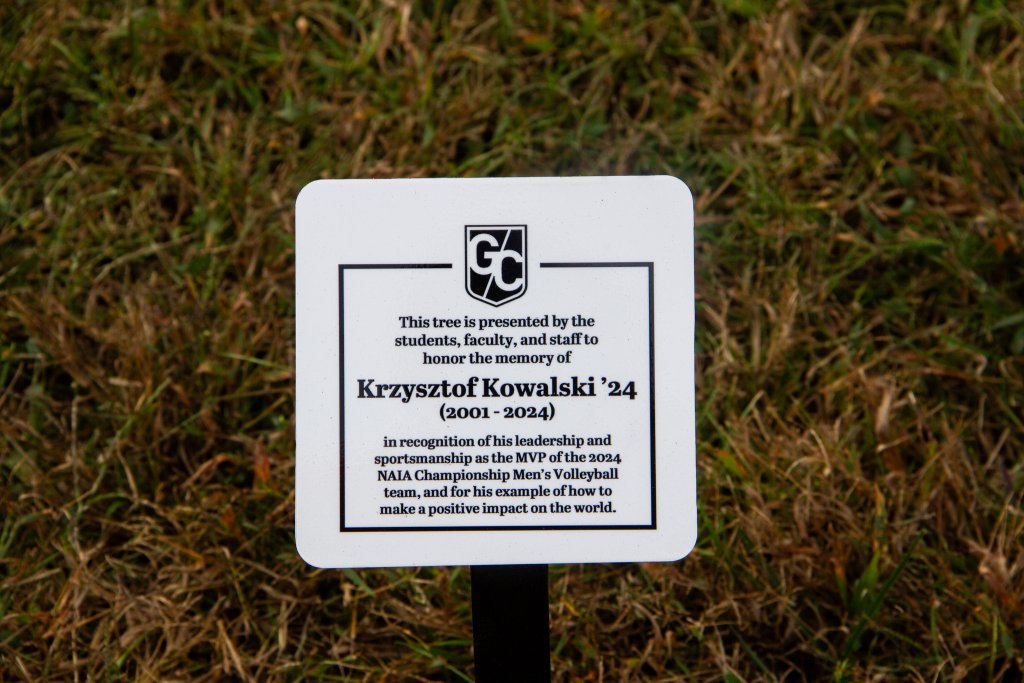 GC
This tree is presented by the
students, faculty, and staff to
honor the memory of
Krzysztof Kowalski ’24
(2001 - 2024)
in recognition of his leadership and
sportsmanship as the MVP of the 2024
NAIA Championship Men’s Volleyball
team, and for his example of how to
make a positive impact on the world.